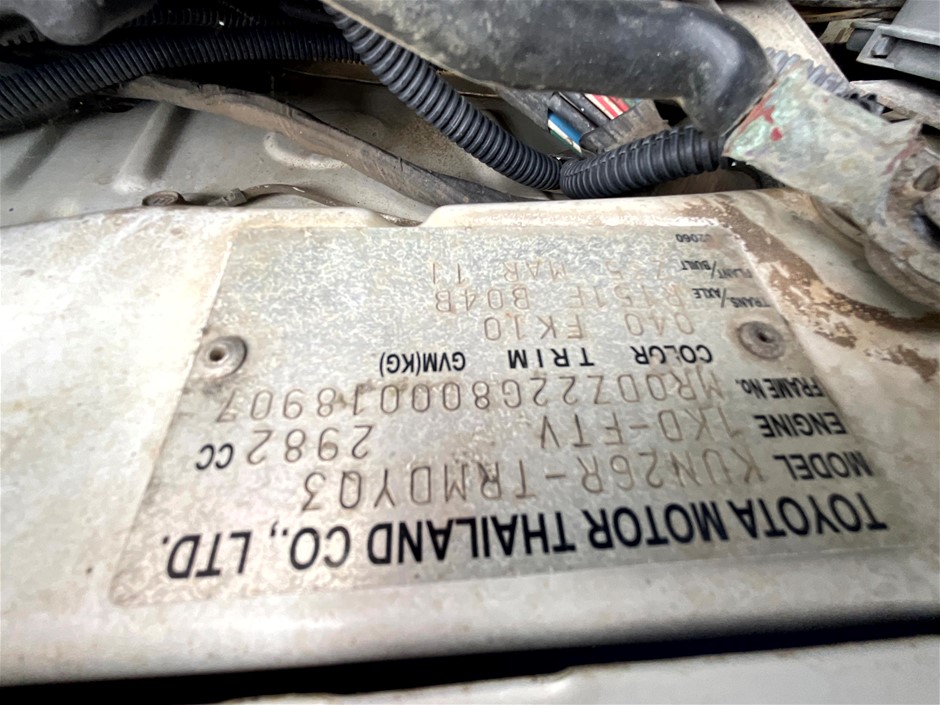 TOYOTA MOTOR THAILAND CO., LTD.
MODEL KUN26R-TRMDYQ3
ENGINE 1KD-FTV 2982 CC
FRAME No. MR0DZ22G800018907
COLOR TRIM GVM(KG)
040 FK10
TRANS/AXLE R151F B04B
PLANT/BUILT MAR 11